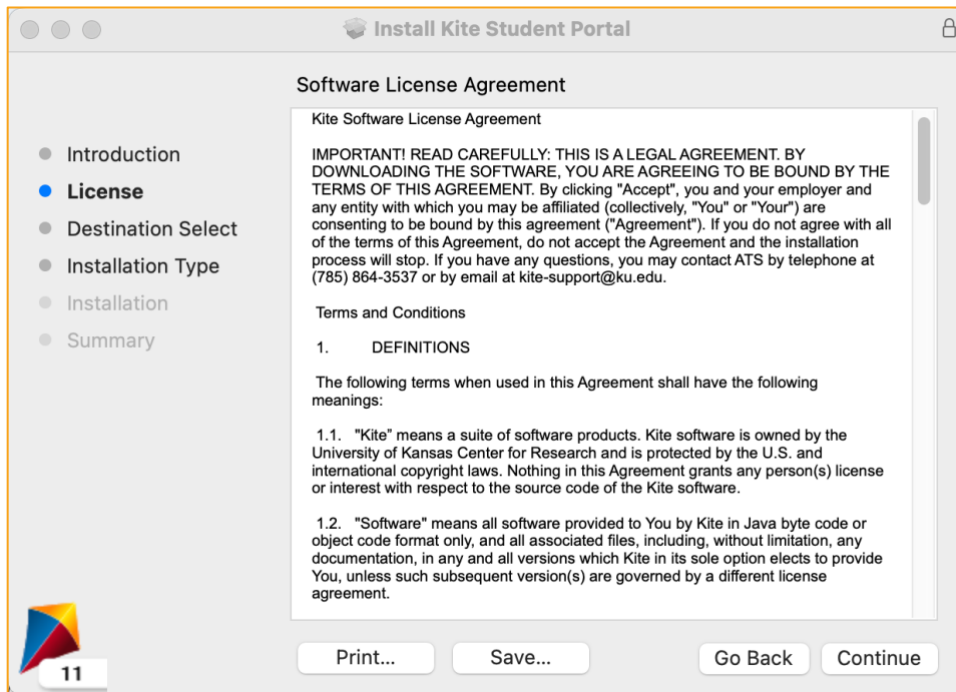 Install Kite Student Portal
Software License Agreement
Introduction
License
Destination Select
Installation Type
Installation
Summary
Kite Software License Agreement
IMPORTANT! READ CAREFULLY: THIS IS A LEGAL AGREEMENT. BY
DOWNLOADING THE SOFTWARE, YOU ARE AGREEING TO BE BOUND BY THE
TERMS OF THIS AGREEMENT. By clicking "Accept", you and your employer and
any entity with which you may be affiliated (collectively, "You" or "Your") are
consenting to be bound by this agreement ("Agreement"). If you do not agree with all
of the terms of this Agreement, do not accept the Agreement and the installation
process will stop. If you have any questions, you may contact ATS by telephone at
(785) 864-3537 or by email at kite-support@ku.edu.
Terms and Conditions
1. DEFINITIONS
The following terms when used in this Agreement shall have the following
meanings:
1.1. "Kite” means a suite of software products. Kite software is owned by the
University of Kansas Center for Research and is protected by the U.S. and
international copyright laws. Nothing in this Agreement grants any person(s) license
or interest with respect to the source code of the Kite software.
1.2. "Software" means all software provided to You by Kite in Java byte code or
object code format only, and all associated files, including, without limitation, any
documentation, in any and all versions which Kite in its sole option elects to provide
You, unless such subsequent version(s) are governed by a different license
agreement.
11
Print...
Save...
Go Back
Continue